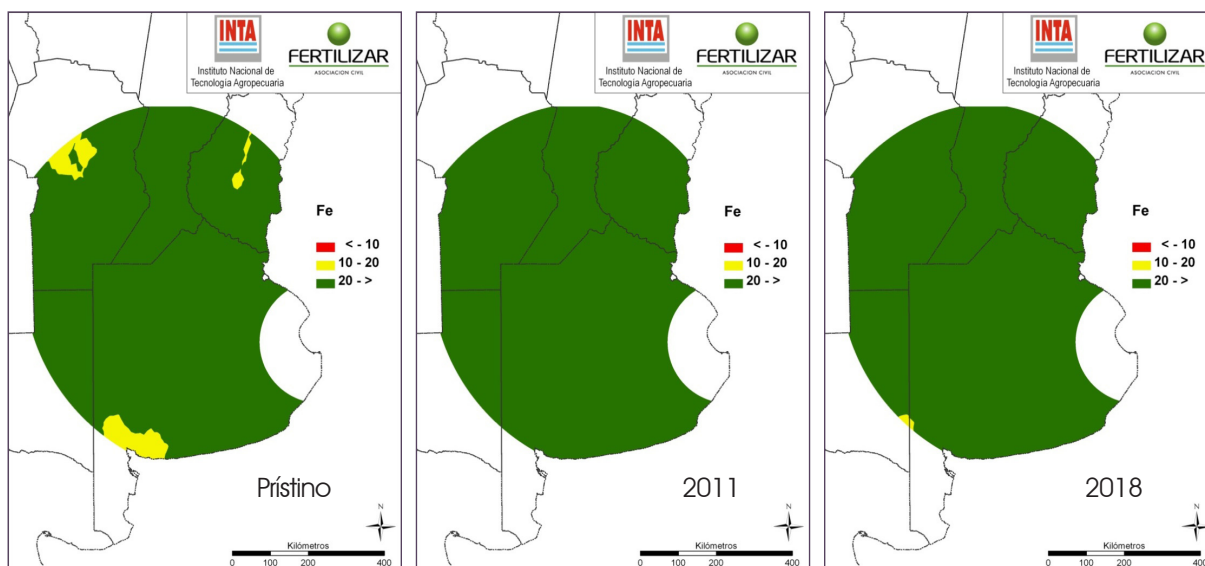 INTA
Instituto Nacional de
Tecnología Agropecuaria
FERTILIZAR
ASOCIACION CIVIL
Fe
< - 10
10 - 20
20 - >
Prístino
N
Kilómetros
0 100 200 400
INTA
Instituto Nacional de
Tecnología Agropecuaria
FERTILIZAR
ASOCIACION CIVIL
Fe
< - 10
10 - 20
20 - >
2011
N
Kilómetros
0 100 200 400
INTA
Instituto Nacional de
Tecnología Agropecuaria
FERTILIZAR
ASOCIACION CIVIL
Fe
< - 10
10 - 20
20 - >
2018
N
Kilómetros
0 100 200 400